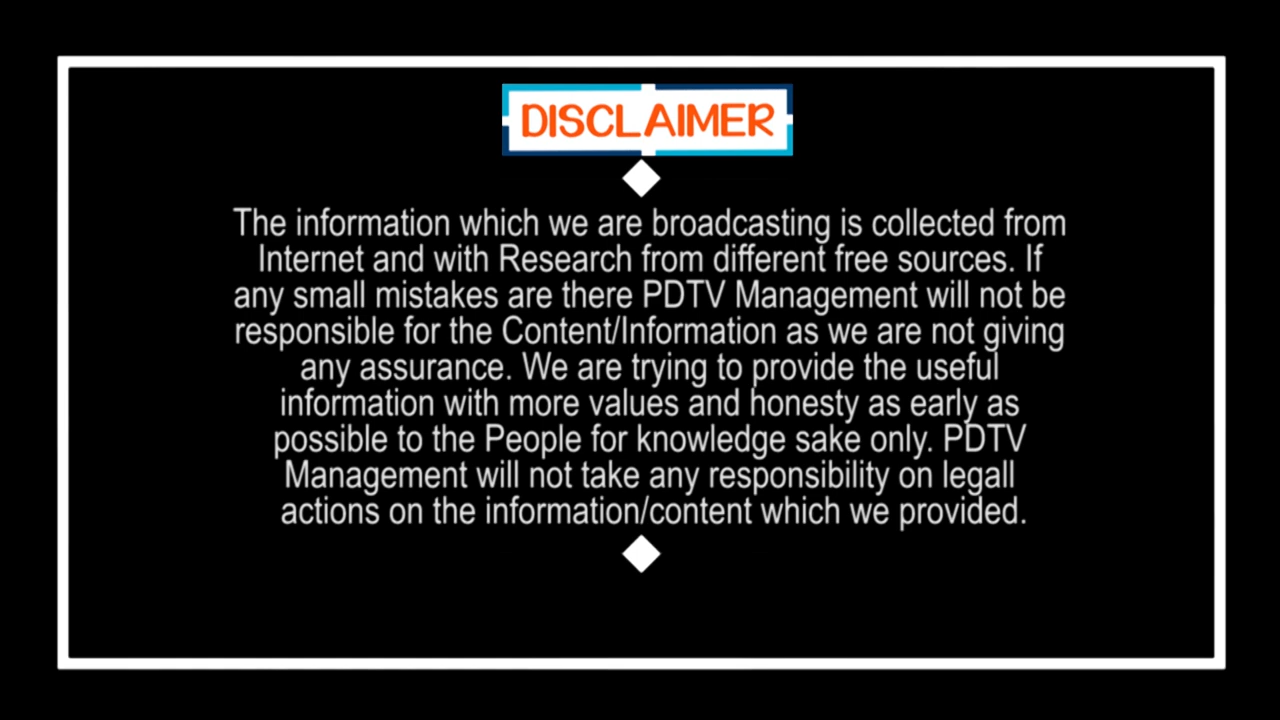 DISCLAIMER
The information which we are broadcasting is collected from
Internet and with Research from different free sources. If
any small mistakes are there PDTV Management will not be
responsible for the Content/Information as we are not giving
any assurance. We are trying to provide the useful
information with more values and honesty as early as
possible to the People for knowledge sake only. PDTV
Management will not take any responsibility on legall
actions on the information/content which we provided.